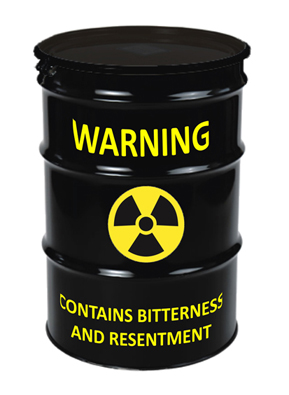 WARNING
CONTAINS BITTERNESS
AND RESENTMENT